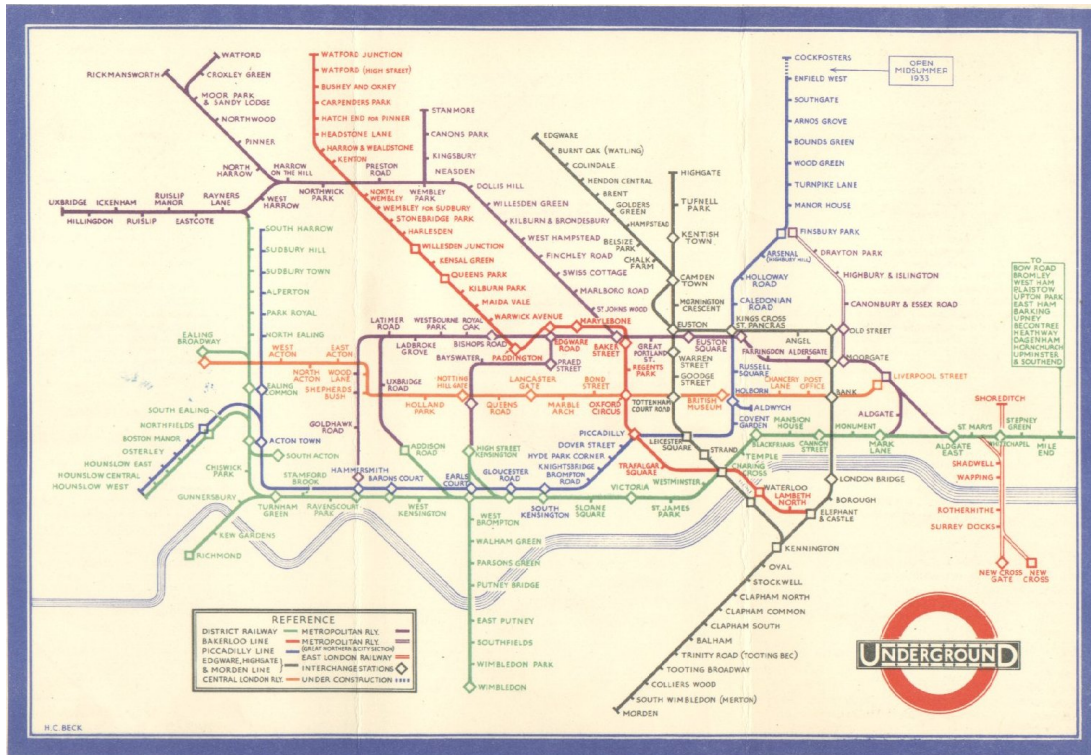 WATFORD
CROXLEY GREEN
RICKMANSWORTH
MOOR PARK
& SANDY LODGE
NORTHWOOD
PINNER
NORTH
HARROW
HARROW
ON THE HILL
NORTHWICK
PARK
PRESTON
ROAD
WEMBLEY
PARK
UXBRIDGE
ICKENHAM
RUISLIP
MANOR
RAYNERS
LANE
WEST
HARROW
HILLINGDON
RUISLIP
EASTCOTE
WATFORD JUNCTION
WATFORD (HIGH STREET)
BUSHEY AND OXHEY
CARPENDERS PARK
HATCH END FOR PINNER
HEADSTONE LANE
HARROW & WEALDSTONE
KENTON
NORTH
WEMBLEY
WEMBLEY FOR SUDBURY
STONEBRIDGE PARK
HARLESDEN
WILLESDEN JUNCTION
KENSAL GREEN
QUEENS PARK
KILBURN PARK
MAIDA VALE
WARWICK AVENUE
PADDINGTON
EDGWARE
ROAD
MARYLEBONE
BAKER
STREET
REGENTS
PARK
OXFORD
CIRCUS
STANMORE
CANONS PARK
KINGSBURY
NEASDEN
DOLLIS HILL
WILLESDEN GREEN
KILBURN & BRONDESBURY
WEST HAMPSTEAD
FINCHLEY ROAD
SWISS COTTAGE
MARLBORO ROAD
ST JOHNS WOOD
EDGWARE
BURNT OAK (WATLING)
COLINDALE
HENDON CENTRAL
BRENT
GOLDERS
GREEN
HAMPSTEAD
BELSIZE
PARK
CHALK
FARM
HIGHGATE
TUFNELL
PARK
KENTISH
TOWN
CAMDEN
TOWN
MORNINGTON
CRESCENT
EUSTON
COCKFOSTERS
ENFIELD WEST
OPEN
MIDSUMMER
1933
SOUTHGATE
ARNOS GROVE
BOUNDS GREEN
WOOD GREEN
TURNPIKE LANE
MANOR HOUSE
FINSBURY PARK
ARSENAL
(HIGHBURY HILL)
HOLLOWAY
ROAD
CALEDONIAN
ROAD
KINGS CROSS
ST. PANCRAS
DRAYTON PARK
HIGHBURY & ISLINGTON
CANONBURY & ESSEX ROAD
OLD STREET
MOORGATE
ANGEL
TO
BOW ROAD
BROMLEY
WEST HAM
PLAISTOW
UPTON PARK
EAST HAM
BARKING
UPNEY
BECONTREE
HEATHWAY
DAGENHAM
HORNCHURCH
UPMINSTER
& SOUTHEND
SOUTH HARROW
SUDBURY HILL
SUDBURY TOWN
ALPERTON
PARK ROYAL
NORTH EALING
EALING
COMMON
EALING
BROADWAY
WEST
ACTON
EAST
ACTON
NORTH
ACTON
WOOD
LANE
SHEPHERDS
BUSH
LATIMER
ROAD
LADBROKE
GROVE
WESTBOURNE
PARK
ROYAL
OAK
BISHOPS ROAD
BAYSWATER
PRAED
STREET
UXBRIDGE
ROAD
GOLDHAWK
ROAD
HOLLAND
PARK
NOTTING
HILL GATE
QUEENS
ROAD
LANCASTER
GATE
MARBLE
ARCH
BOND
STREET
GREAT
PORTLAND
ST.
EUSTON
SQUARE
WARREN
STREET
GOODGE
STREET
TOTTENHAM
COURT ROAD
RUSSELL
SQUARE
HOLBORN
BRITISH
MUSEUM
ALDWYCH
COVENT
GARDEN
FARRINGDON
ALDERSGATE
CHANCERY
LANE
POST
OFFICE
BANK
LIVERPOOL STREET
ALDGATE
SOUTH EALING
NORTHFIELDS
BOSTON MANOR
OSTERLEY
HOUNSLOW EAST
HOUNSLOW CENTRAL
HOUNSLOW WEST
ACTON TOWN
SOUTH ACTON
CHISWICK
PARK
GUNNERSBURY
KEW GARDENS
RICHMOND
TURNHAM
GREEN
STAMFORD
BROOK
RAVENSCOURT
PARK
HAMMERSMITH
BARONS COURT
WEST
KENSINGTON
ADDISON
ROAD
EARLS
COURT
HIGH STREET
KENSINGTON
GLOUCESTER
ROAD
SOUTH
KENSINGTON
SLOANE
SQUARE
VICTORIA
ST JAMES
PARK
WESTMINSTER
PICCADILLY
DOVER STREET
HYDE PARK CORNER
KNIGHTSBRIDGE
BROMPTON
ROAD
TRAFALGAR
SQUARE
LEICESTER
SQUARE
STRAND
CHARING
CROSS
TEMPLE
BLACKFRIARS
MANSION
HOUSE
CANNON
STREET
MONUMENT
MARK
LANE
ALDGATE
EAST
ST MARYS
WHITECHAPEL
STEPNEY
GREEN
MILE
END
SHOREDITCH
SHADWELL
WAPPING
ROTHERHITHE
SURREY DOCKS
NEW CROSS
GATE
NEW
CROSS
WATERLOO
LAMBETH
NORTH
ELEPHANT
& CASTLE
LONDON BRIDGE
BOROUGH
KENNINGTON
OVAL
STOCKWELL
CLAPHAM NORTH
CLAPHAM COMMON
CLAPHAM SOUTH
BALHAM
TRINITY ROAD (TOOTING BEC)
TOOTING BROADWAY
COLLIERS WOOD
SOUTH WIMBLEDON (MERTON)
MORDEN
WEST
BROMPTON
WALHAM GREEN
PARSONS GREEN
PUTNEY BRIDGE
EAST PUTNEY
SOUTHFIELDS
WIMBLEDON PARK
WIMBLEDON
REFERENCE
DISTRICT RAILWAY
BAKERLOO LINE
PICCADILLY LINE
EDGWARE, HIGHGATE
& MORDEN LINE
CENTRAL LONDON RLY.
METROPOLITAN RLY.
METROPOLITAN RLY.
(GREAT NORTHERN & CITY SECTION)
EAST LONDON RAILWAY
INTERCHANGE STATIONS
UNDER CONSTRUCTION
UNDERGROUND
H.C. BECK